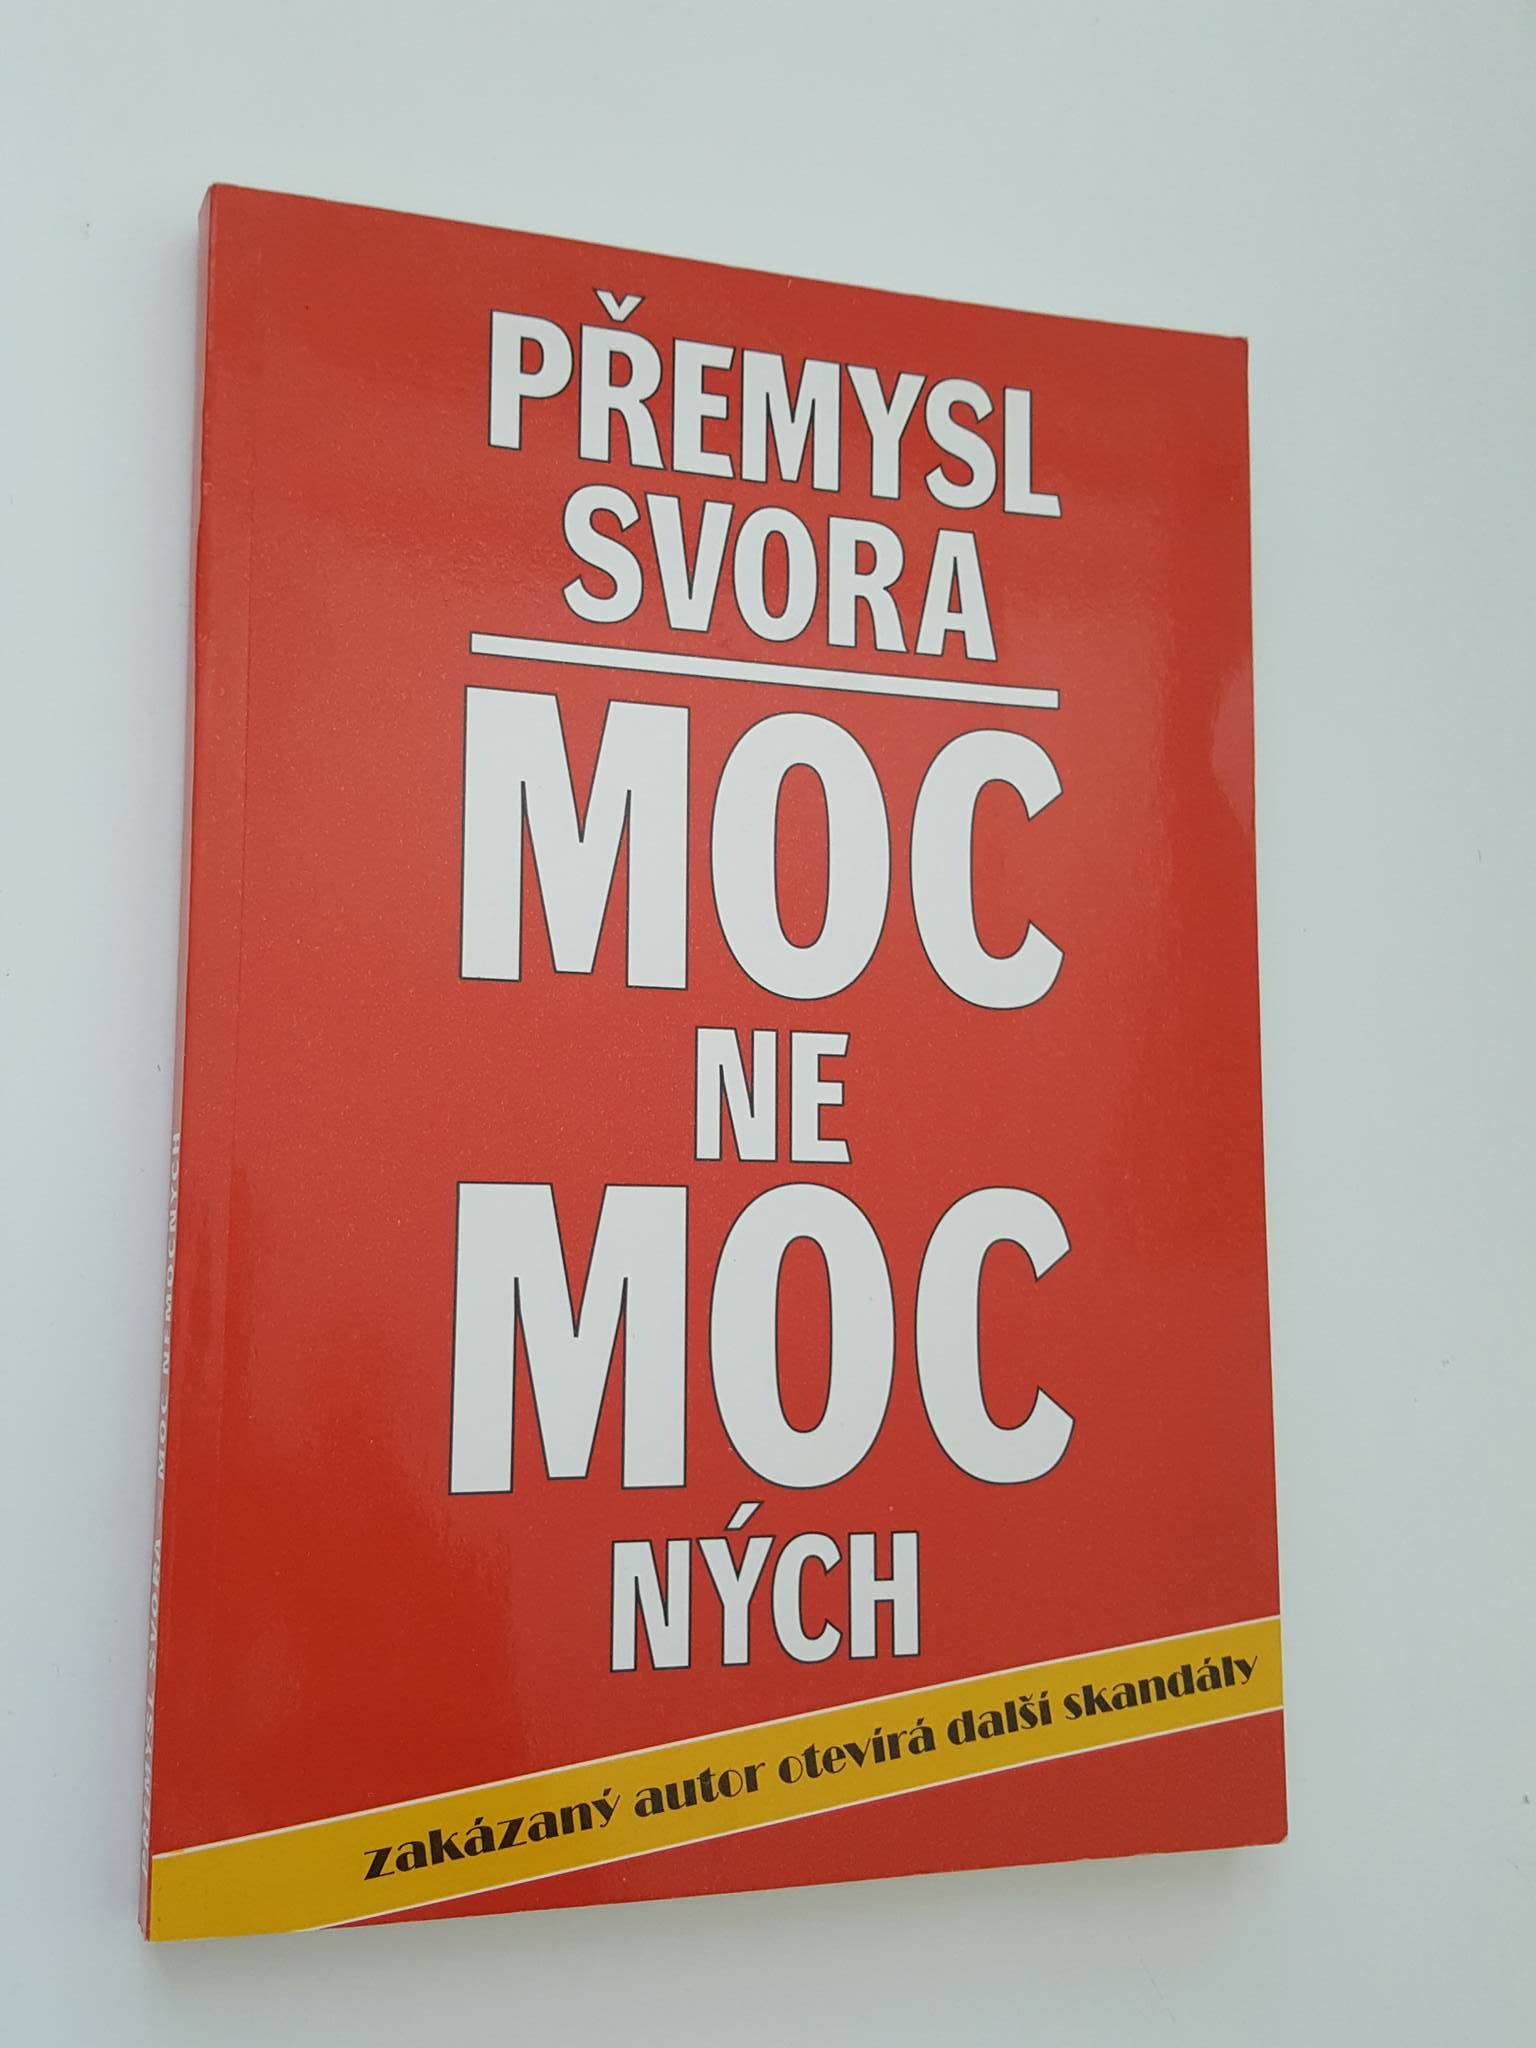 PŘEMYSL
SVORA
MOC
NE
MOC
NÝCH
zakázaný autor otevírá další skandály
PŘEMYSL SVORA MOC NEMOCNÝCH